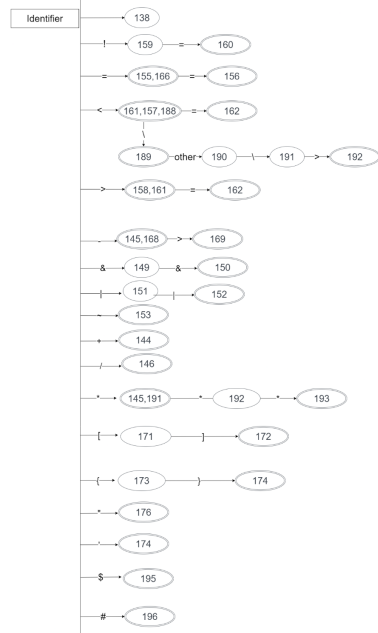 Identifier 138
! 159 = 160
= 155,166 = 156
< 161,157,188 = 162
\
189 other 190 \ 191 > 192
> 158,161 = 162
- 145,168 > 169
& 149 & 150
| 151 | 152
~ 153
+ 144
/ 146
* 145,191 * 192 * 193
[ 171 ] 172
( 173 ) 174
" 176
' 174
$ 195
# 196